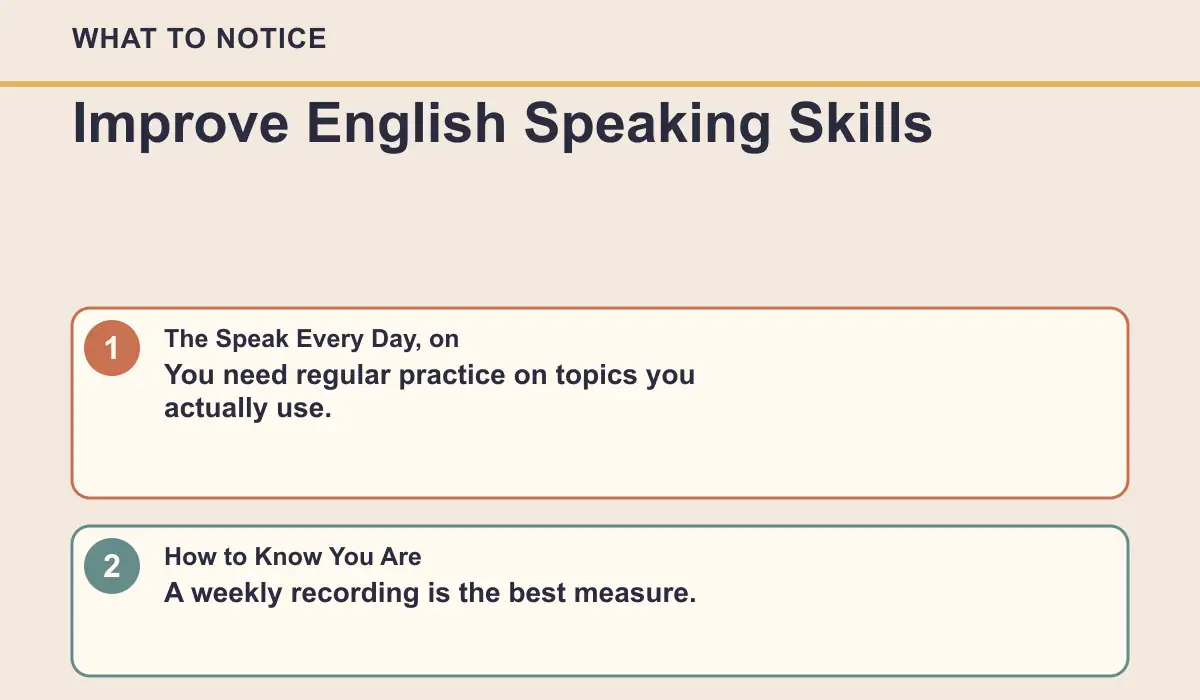 WHAT TO NOTICE
Improve English Speaking Skills
1
The Speak Every Day, on
You need regular practice on topics you
actually use.
2
How to Know You Are
A weekly recording is the best measure.